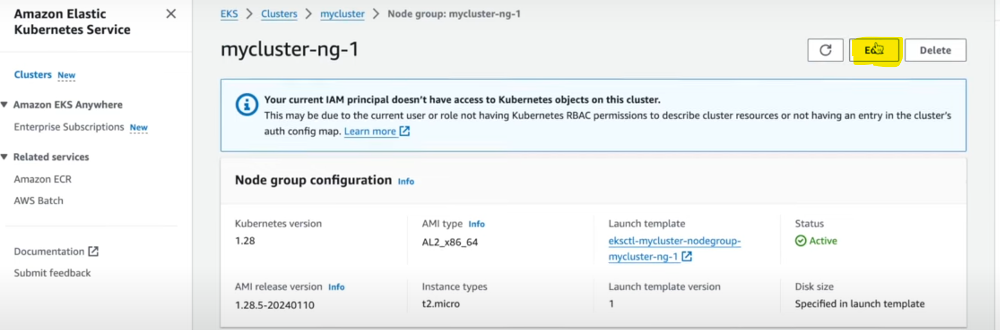 Amazon Elastic
Kubernetes Service
Clusters New
Amazon EKS Anywhere
Enterprise Subscriptions New
Related services
Amazon ECR
AWS Batch
Documentation
Submit feedback
EKS > Clusters > mycluster > Node group: mycluster-ng-1
mycluster-ng-1
Delete
Your current IAM principal doesn't have access to Kubernetes objects on this cluster.
This may be due to the current user or role not having Kubernetes RBAC permissions to describe cluster resources or not having an entry in the cluster's
auth config map. Learn more
Node group configuration Info
Kubernetes version
1.28
AMI type Info
AL2_x86_64
Launch template
eksctl-mycluster-nodegroup-
mycluster-ng-1
Status
Active
AMI release version Info
1.28.5-20240110
Instance types
t2.micro
Launch template version
1
Disk size
Specified in launch template